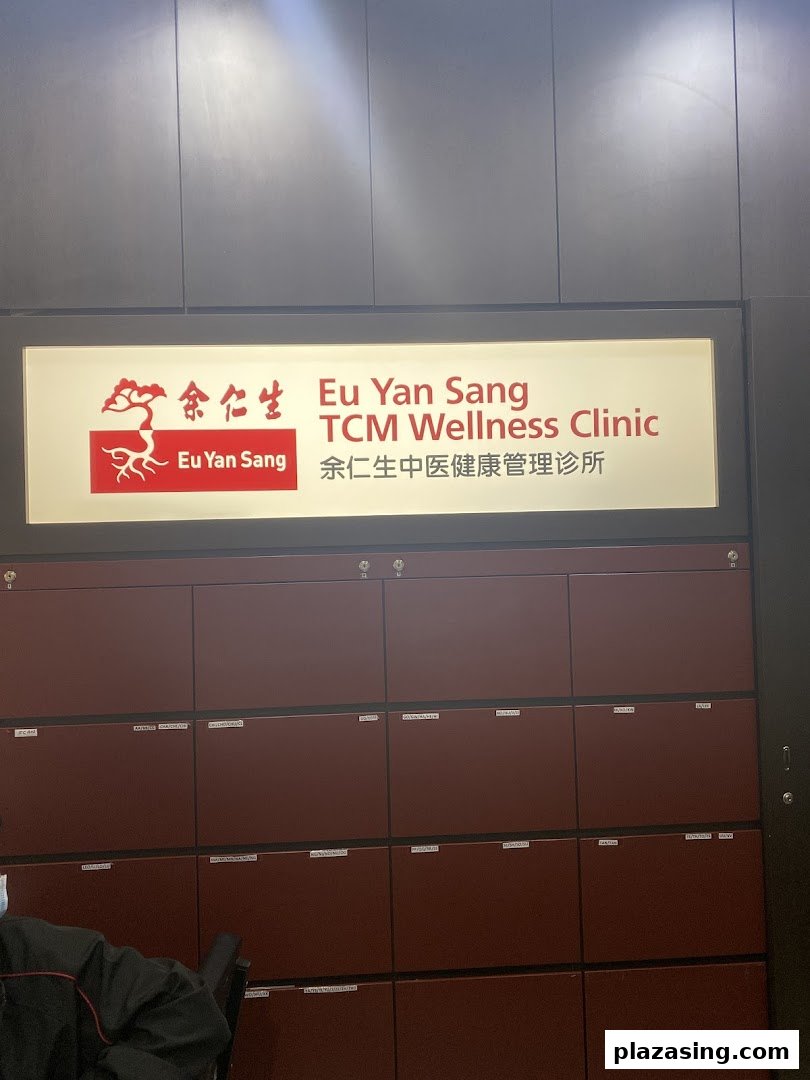 余仁生
Eu Yan Sang
Eu Yan Sang
TCM Wellness Clinic
余仁生中医健康管理诊所
plazasing.com